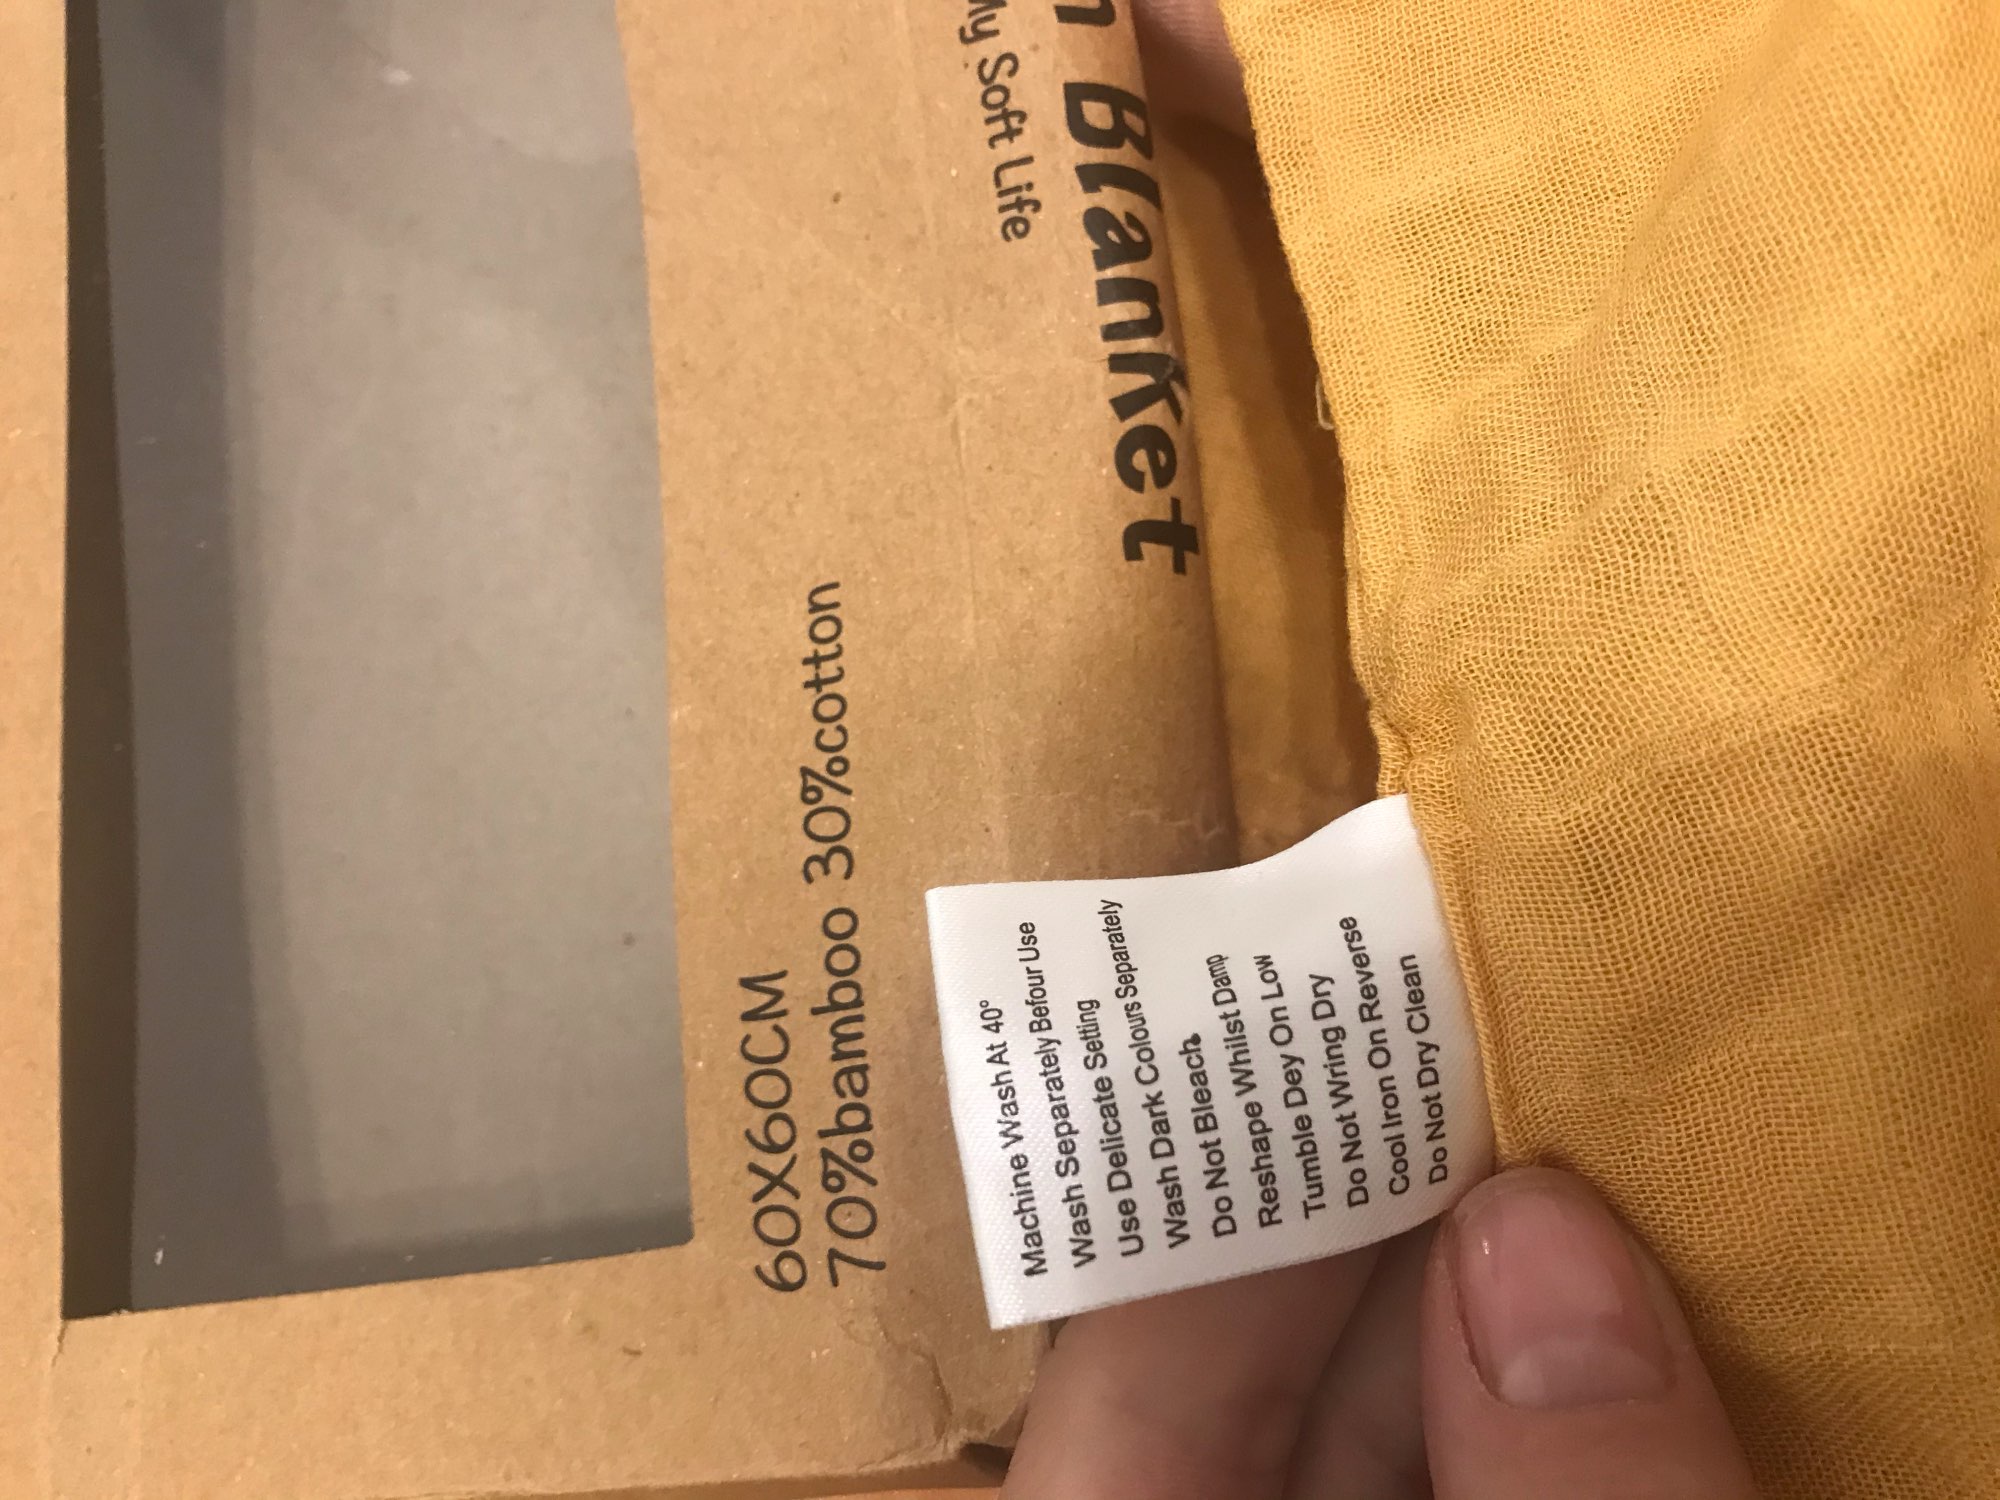 My Soft Life
Blanket
60X60CM
70%bamboo 30%cotton
Machine Wash At 40°
Wash Separately Befour Use
Use Delicate Setting
Wash Dark Colours Separately
Do Not Bleach
Reshape Whilst Damp
Tumble Dey On Low
Do Not Wring Dry
Cool Iron On Reverse
Do Not Dry Clean